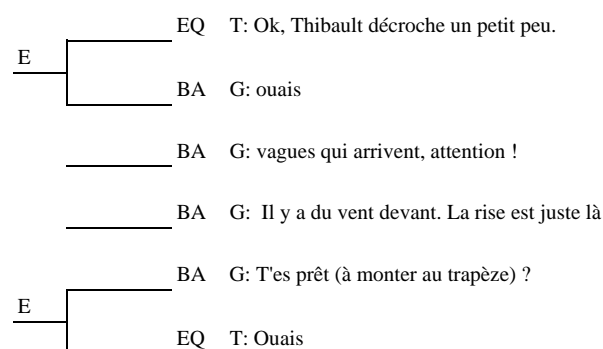 EQ T: Ok, Thibault décroche un petit peu.
E
BA G: ouais
BA G: vagues qui arrivent, attention !
BA G: Il y a du vent devant. La rise est juste là
BA G: T'es prêt (à monter au trapèze) ?
E
EQ T: Ouais